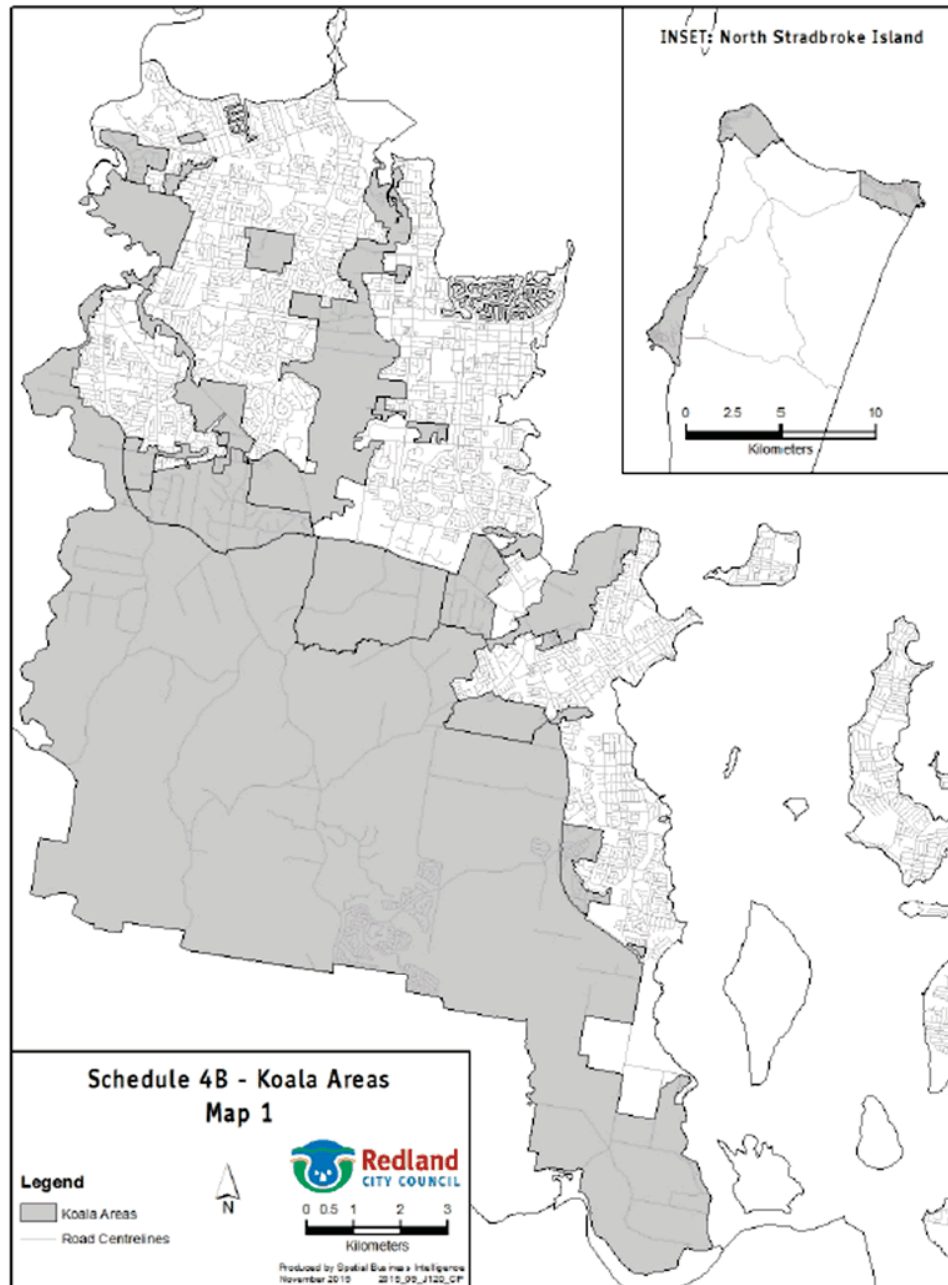 INSET: North Stradbroke Island
0 2.5 5 10
Kilometers
Schedule 4B - Koala Areas
Map 1
Redland
CITY COUNCIL
Legend
Koala Areas
Road Centrelines
N
0 0.5 1 2 3
Kilometers
Produced by Spatial Business Intelligence
November 2015